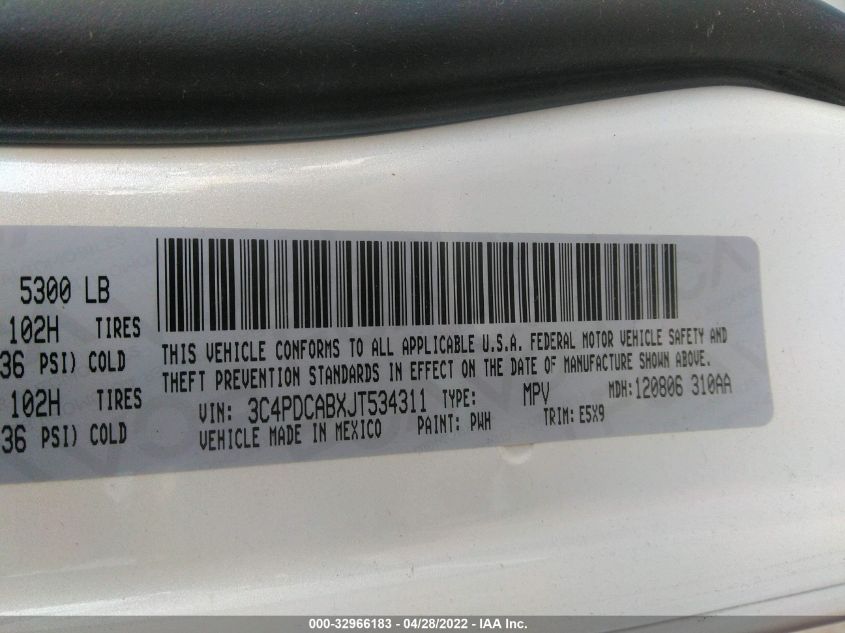 5300 LB
102H TIRES
36 PSI) COLD
102H TIRES
36 PSI) COLD
THIS VEHICLE CONFORMS TO ALL APPLICABLE U.S.A. FEDERAL MOTOR VEHICLE SAFETY AND
THEFT PREVENTION STANDARDS IN EFFECT ON THE DATE OF MANUFACTURE SHOWN ABOVE.
VIN: 3C4PDCABXJT534311 TYPE: MPV MDH:120806 310AA
VEHICLE MADE IN MEXICO PAINT: PWH TRIM: E5X9
000-32966183 - 04/28/2022 - IAA Inc.